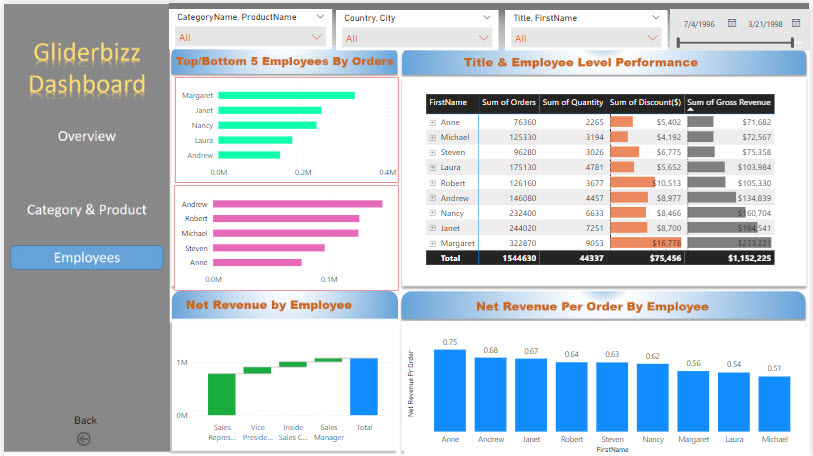 Gliderbizz
Dashboard
Overview
Category & Product
Employees
Back
CategoryName, ProductName
All
Country, City
All
Title, FirstName
All
7/4/1996 3/21/1998
Top/Bottom 5 Employees By Orders
Margaret
Janet
Nancy
Laura
Andrew
0.0M 0.2M 0.4M
Andrew
Robert
Michael
Steven
Anne
0.0M 0.1M
Title & Employee Level Performance
FirstName Sum of Orders Sum of Quantity Sum of Discount($) Sum of Gross Revenue
Anne 76360 2265 $5,402 $71,682
Michael 125330 3194 $4,192 $72,567
Steven 96280 3026 $6,775 $75,358
Laura 175130 4781 $5,652 $103,984
Robert 126160 3677 $10,513 $105,330
Andrew 146080 4457 $8,977 $134,839
Nancy 232400 6633 $8,466 $160,704
Janet 244020 7251 $8,700 $194,541
Margaret 322870 9053 $16,778 $233,221
Total 1544630 44337 $75,456 $1,152,225
Net Revenue by Employee
1M
0M
Sales Repres...
Vice Preside...
Inside Sales C...
Sales Manager
Total
Net Revenue Per Order By Employee
Net Revenue Pr Order
0.75 0.68 0.67 0.64 0.63 0.62 0.56 0.54 0.51
Anne Andrew Janet Robert Steven Nancy Margaret Laura Michael
FirstName